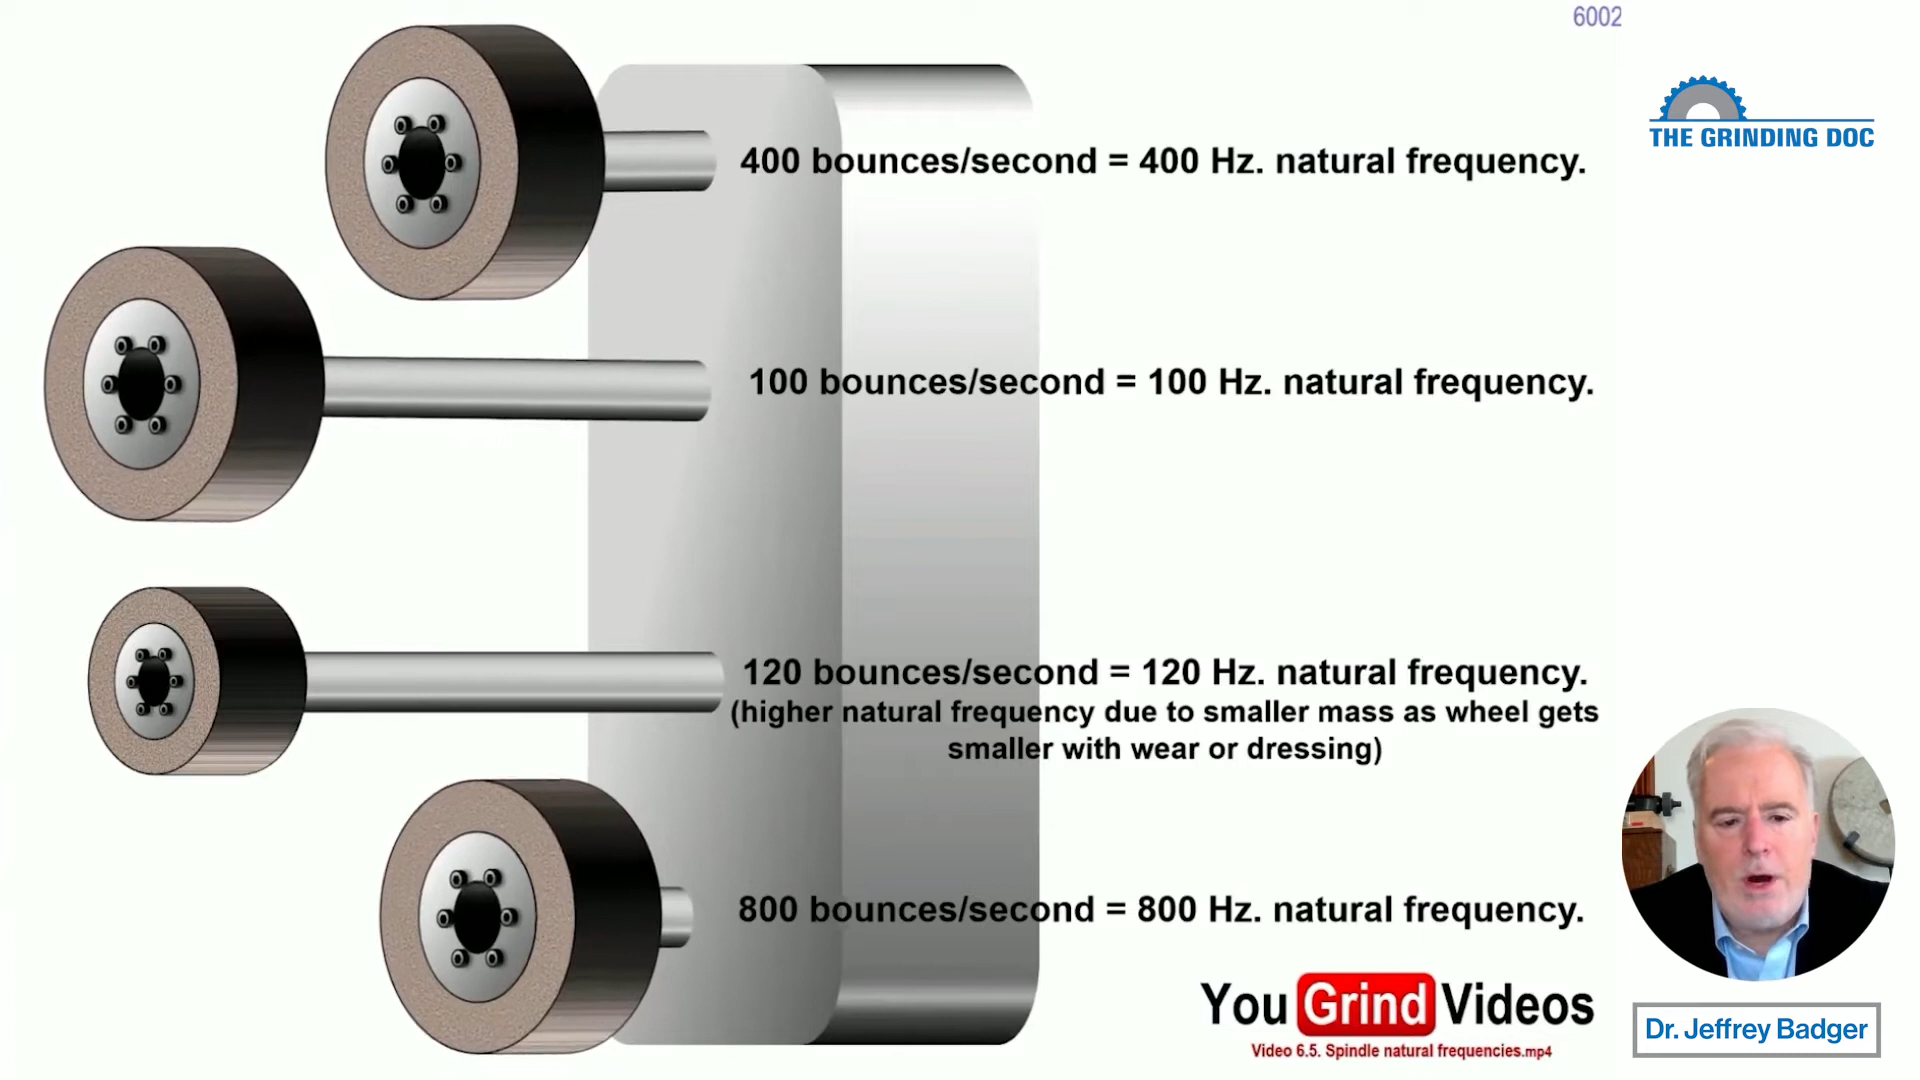 6002
THE GRINDING DOC
400 bounces/second = 400 Hz. natural frequency.
100 bounces/second = 100 Hz. natural frequency.
120 bounces/second = 120 Hz. natural frequency.
(higher natural frequency due to smaller mass as wheel gets
smaller with wear or dressing)
800 bounces/second = 800 Hz. natural frequency.
You Grind Videos
Video 6.5. Spindle natural frequencies.mp4
Dr. Jeffrey Badger